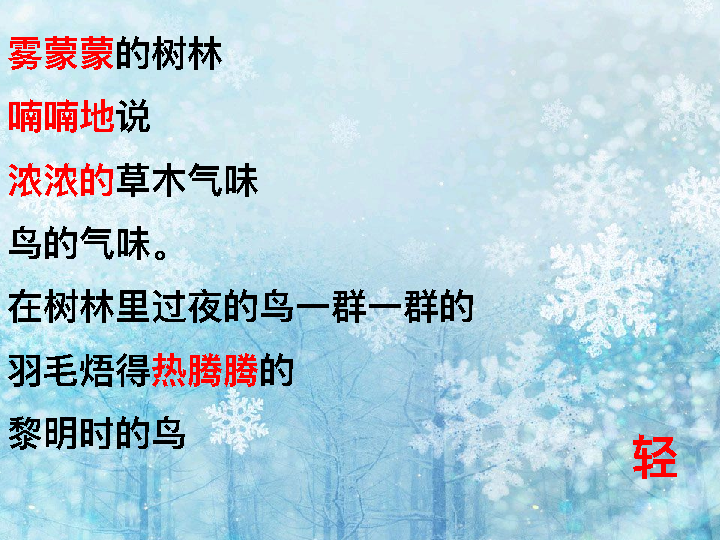 雾蒙蒙的树林
喃喃地说
浓浓的草木气味
鸟的气味。
在树林里过夜的鸟一群一群的
羽毛焐得热腾腾的
黎明时的鸟
轻